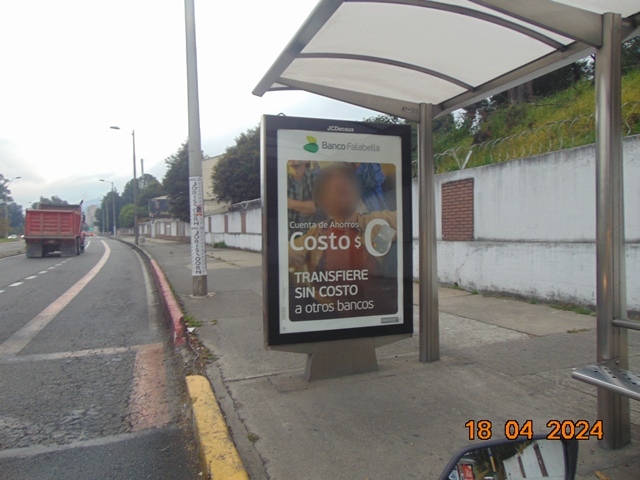 JCDecaux
Banco Falabella
Cuenta de Ahorros
Costo $0
TRANSFIERE
SIN COSTO
a otros bancos
18 04 2024